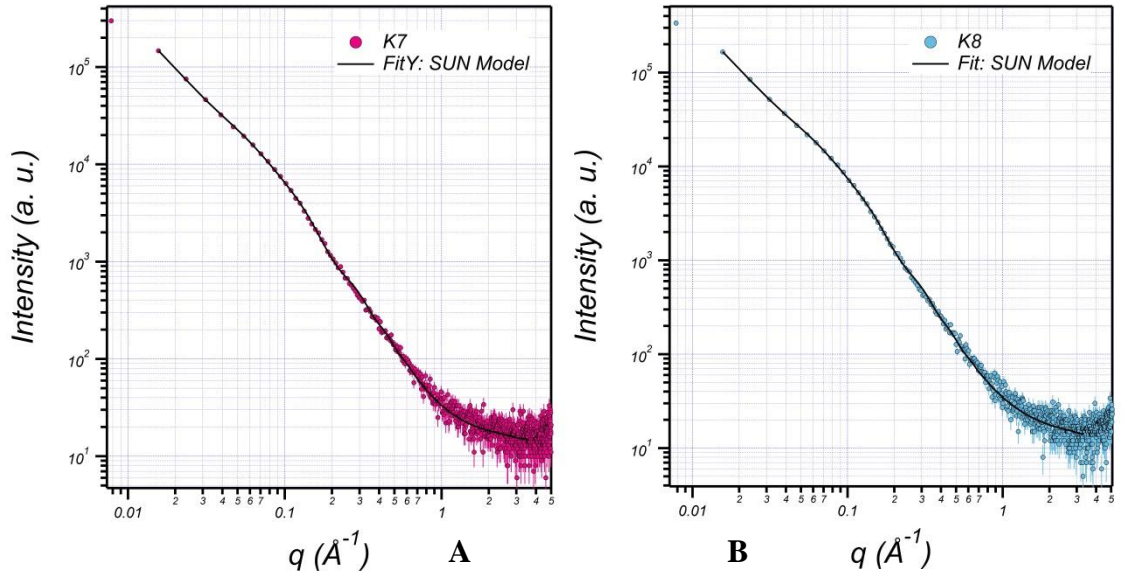 K7
FitY: SUN Model
Intensity (a. u.)
10^5
10^4
10^3
10^2
10^1
0.01 2 3 4 5 6 7 0.1 2 3 4 5 6 7 1 2 3 4 5
q (Å^-1) A
K8
Fit: SUN Model
Intensity (a. u.)
10^5
10^4
10^3
10^2
10^1
0.01 2 3 4 5 6 7 0.1 2 3 4 5 6 7 1 2 3 4 5
B q (Å^-1)